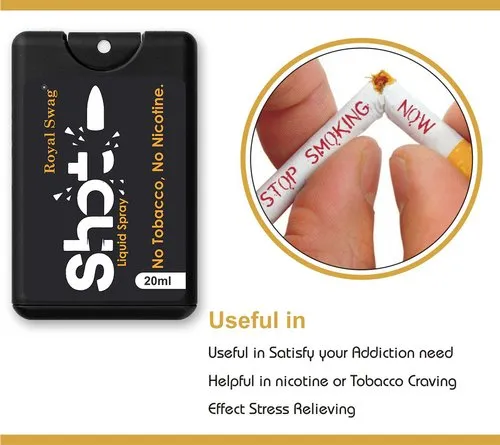 Royal Swag
Shot
Liquid Spray
No Tobacco, No Nicotine.
20ml
STOP SMOKING
NOW
Useful in
Useful in Satisfy your Addiction need
Helpful in nicotine or Tobacco Craving
Effect Stress Relieving